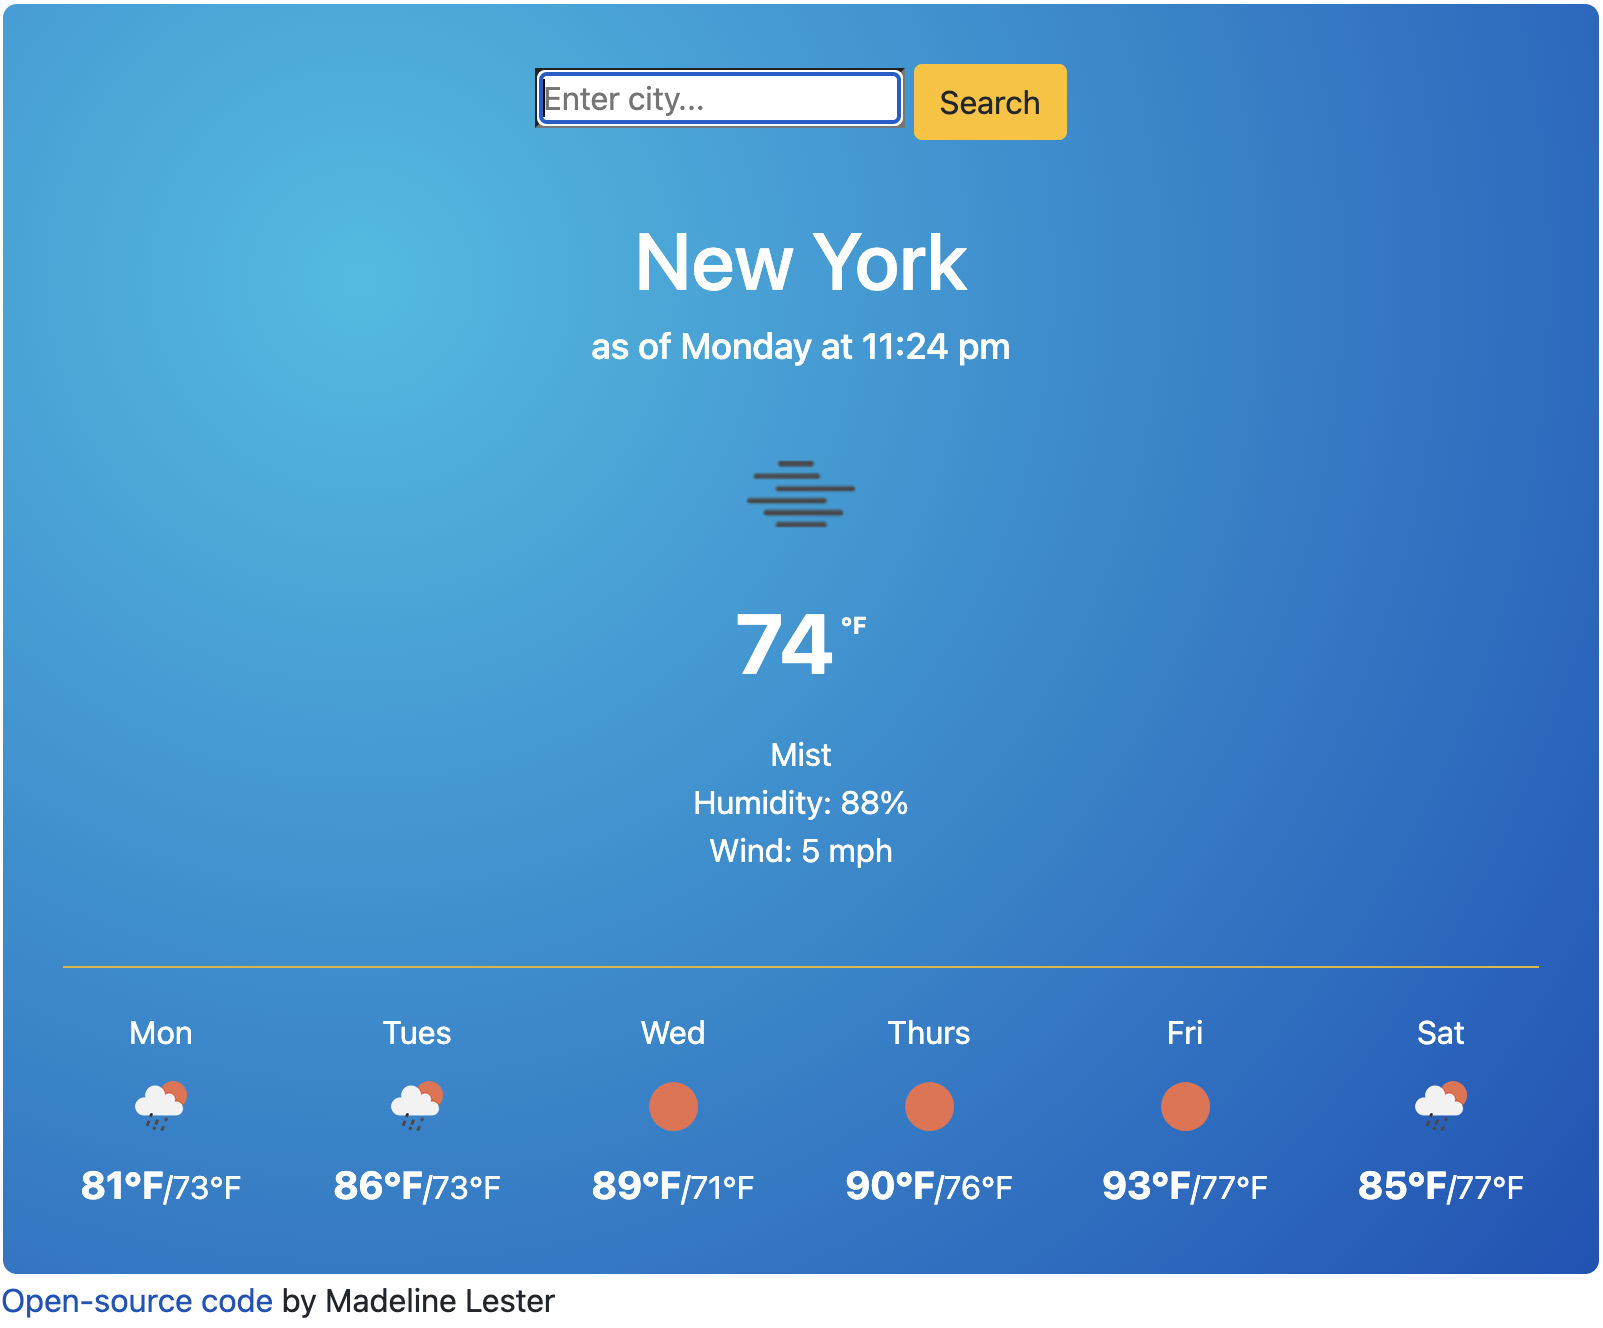 Enter city...
Search
New York
as of Monday at 11:24 pm
74 °F
Mist
Humidity: 88%
Wind: 5 mph
Mon Tues Wed Thurs Fri Sat
81°F/73°F 86°F/73°F 89°F/71°F 90°F/76°F 93°F/77°F 85°F/77°F
Open-source code by Madeline Lester